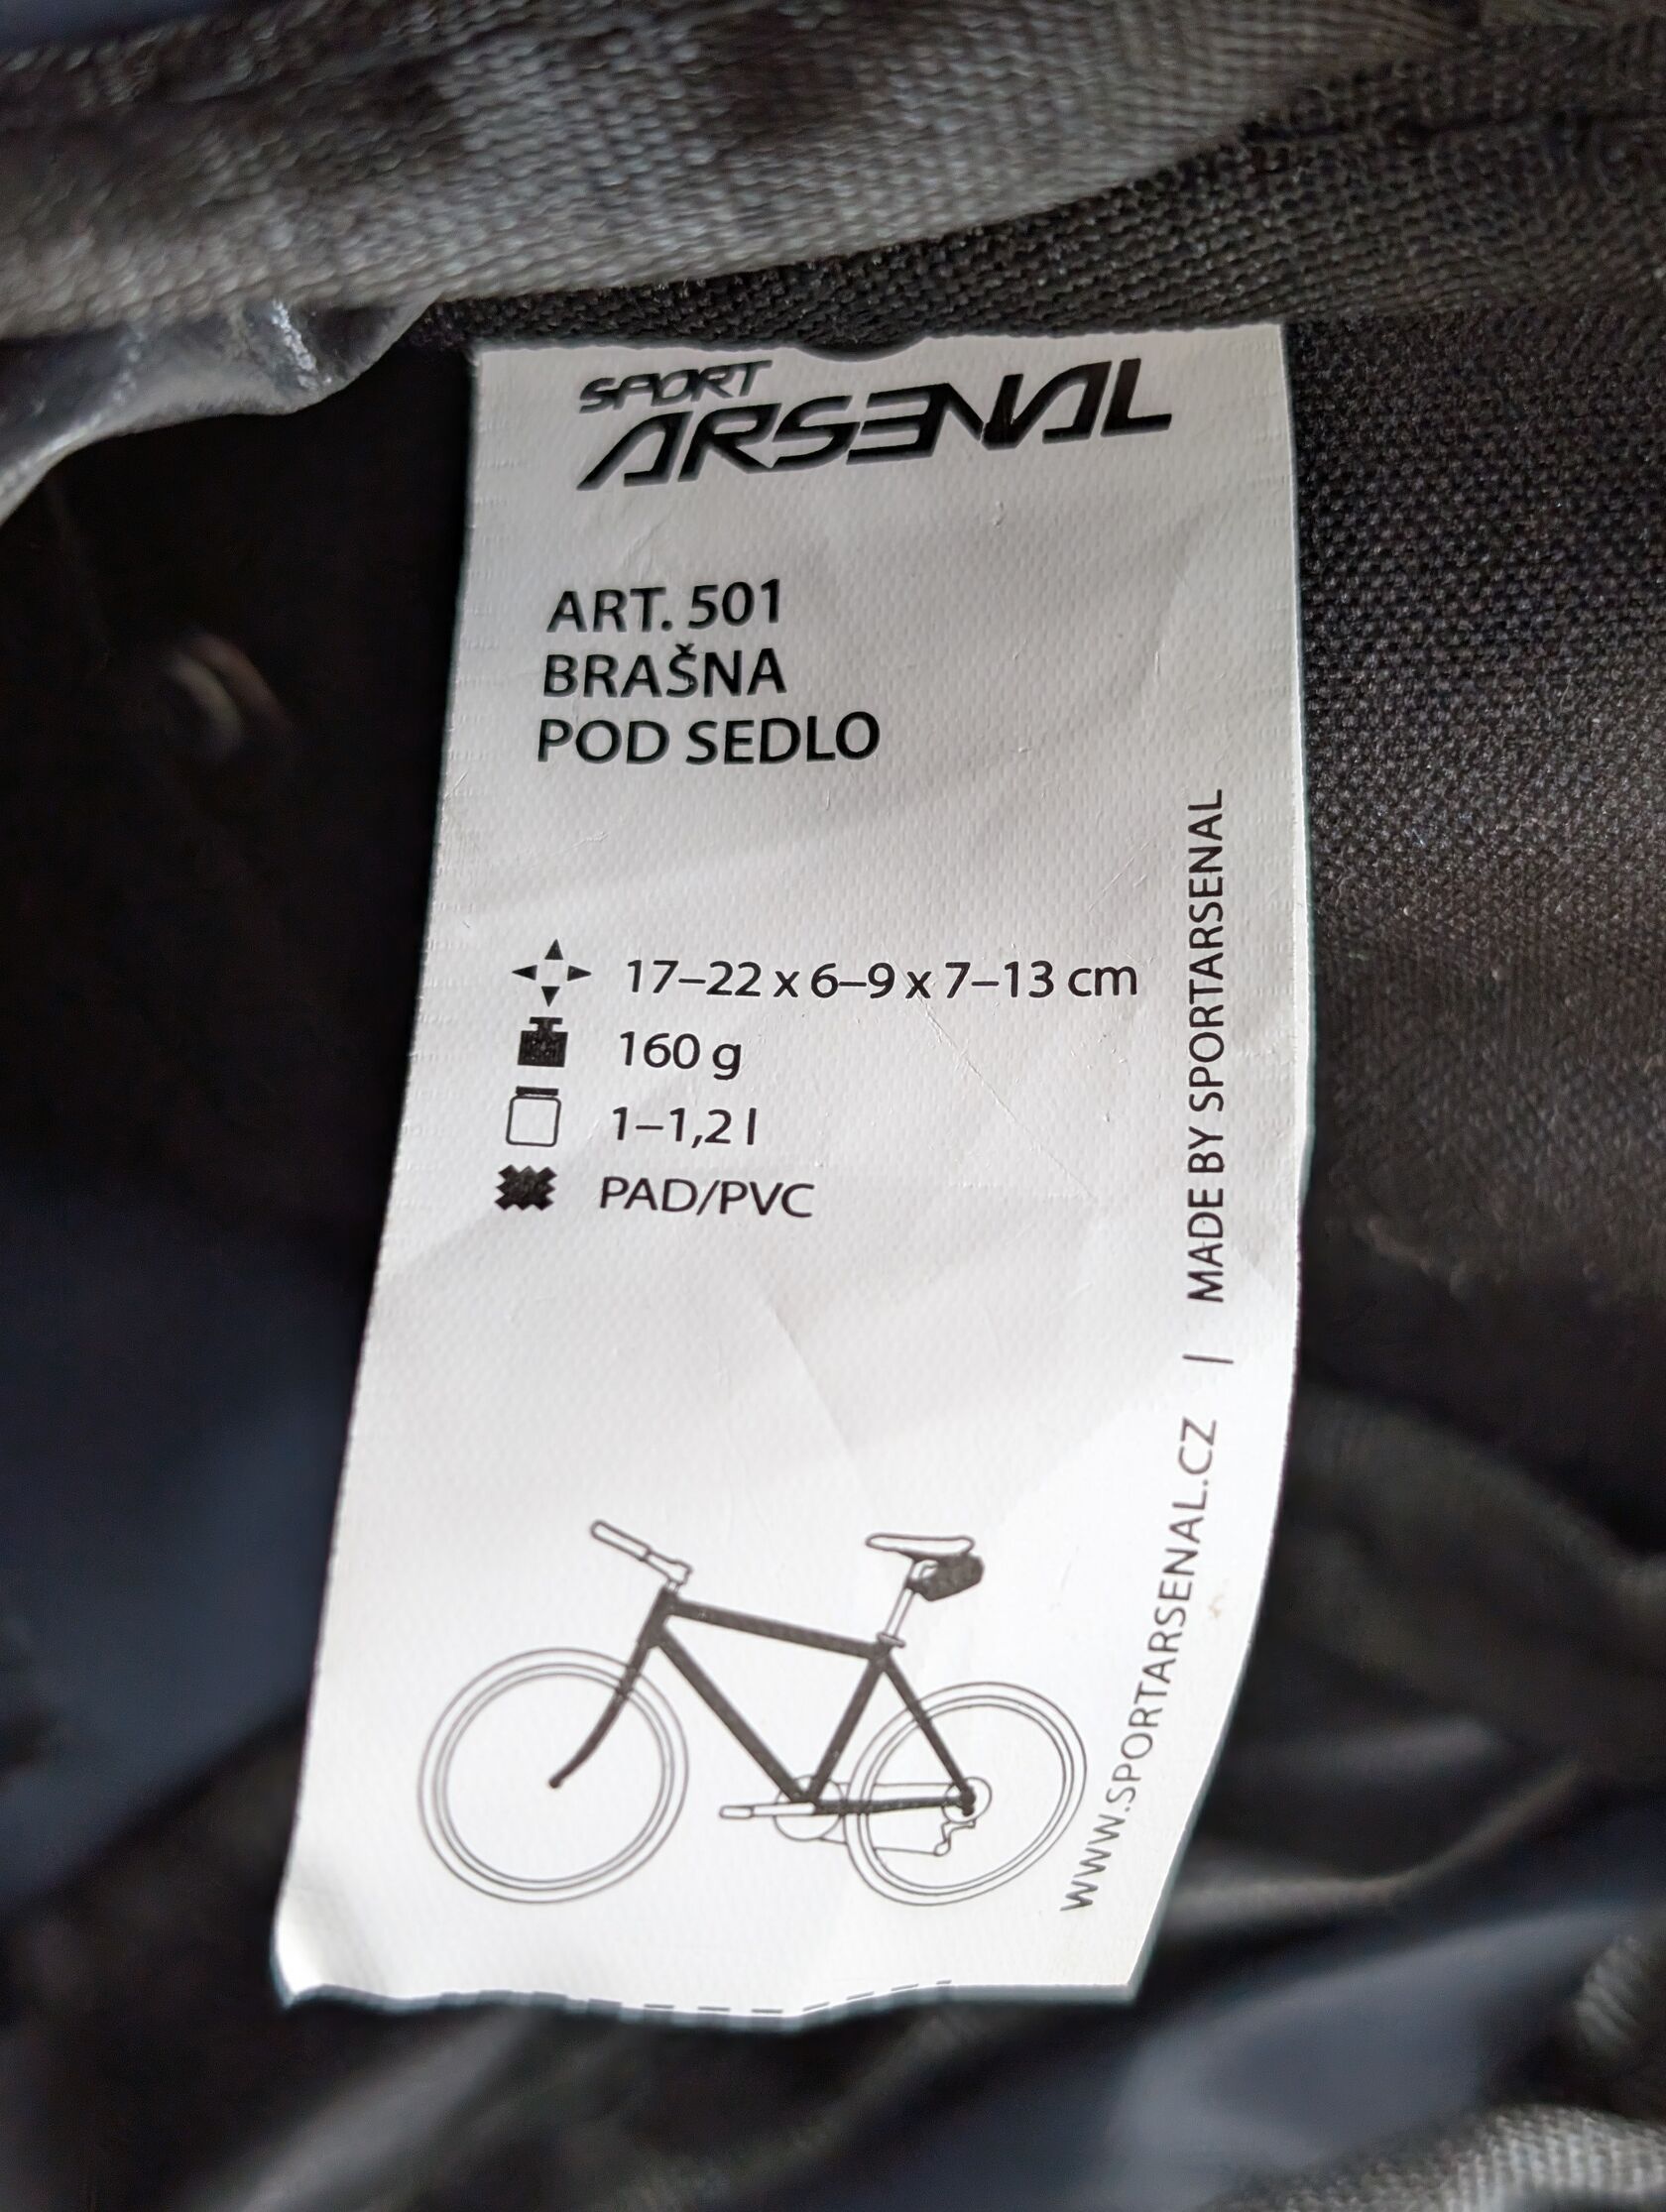 SPORT
ARSENAL
ART. 501
BRAŠNA
POD SEDLO
17–22 x 6–9 x 7–13 cm
160 g
1–1,2 l
PAD/PVC
WWW.SPORTARSENAL.CZ | MADE BY SPORTARSENAL